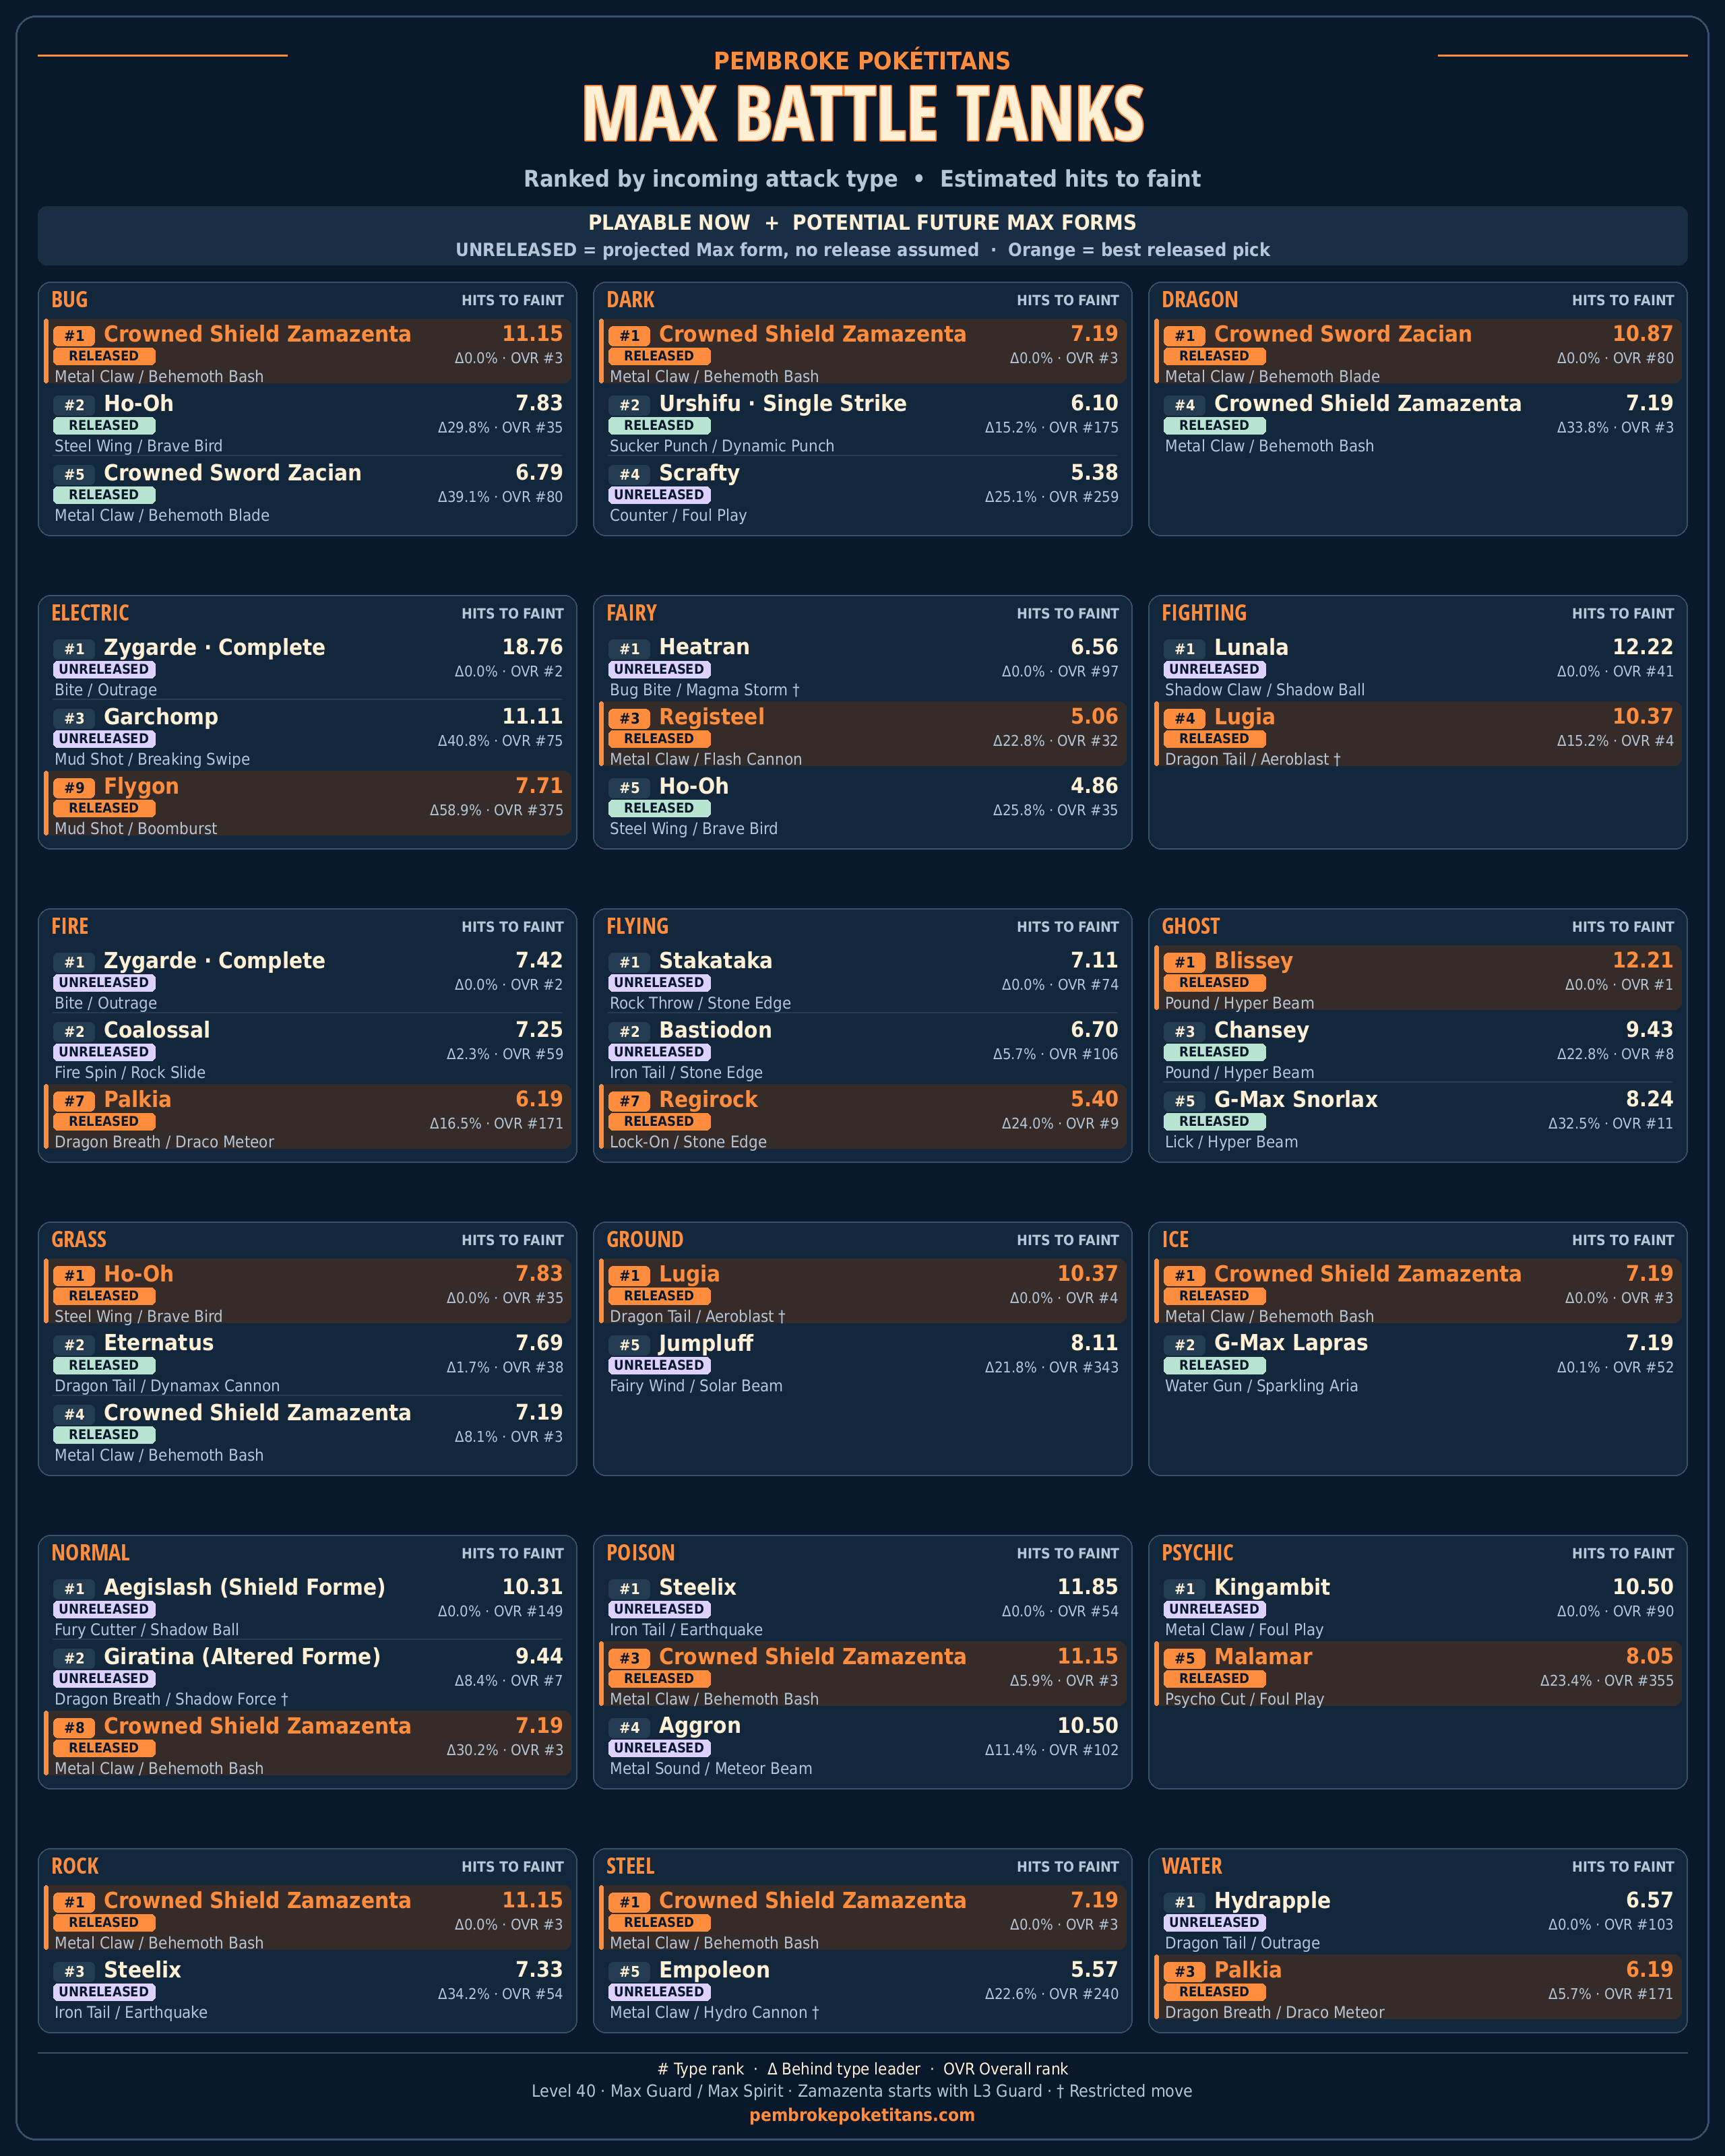 PEMBROKE POKÉTITANS
MAX BATTLE TANKS
Ranked by incoming attack type • Estimated hits to faint
PLAYABLE NOW + POTENTIAL FUTURE MAX FORMS
UNRELEASED = projected Max form, no release assumed · Orange = best released pick
BUG HITS TO FAINT
#1 Crowned Shield Zamazenta 11.15
RELEASED Δ0.0% · OVR #3
Metal Claw / Behemoth Bash
#2 Ho-Oh 7.83
RELEASED Δ29.8% · OVR #35
Steel Wing / Brave Bird
#5 Crowned Sword Zacian 6.79
RELEASED Δ39.1% · OVR #80
Metal Claw / Behemoth Blade
DARK HITS TO FAINT
#1 Crowned Shield Zamazenta 7.19
RELEASED Δ0.0% · OVR #3
Metal Claw / Behemoth Bash
#2 Urshifu · Single Strike 6.10
RELEASED Δ15.2% · OVR #175
Sucker Punch / Dynamic Punch
#4 Scrafty 5.38
UNRELEASED Δ25.1% · OVR #259
Counter / Foul Play
DRAGON HITS TO FAINT
#1 Crowned Sword Zacian 10.87
RELEASED Δ0.0% · OVR #80
Metal Claw / Behemoth Blade
#4 Crowned Shield Zamazenta 7.19
RELEASED Δ33.8% · OVR #3
Metal Claw / Behemoth Bash
ELECTRIC HITS TO FAINT
#1 Zygarde · Complete 18.76
UNRELEASED Δ0.0% · OVR #2
Bite / Outrage
#3 Garchomp 11.11
UNRELEASED Δ40.8% · OVR #75
Mud Shot / Breaking Swipe
#9 Flygon 7.71
RELEASED Δ58.9% · OVR #375
Mud Shot / Boomburst
FAIRY HITS TO FAINT
#1 Heatran 6.56
UNRELEASED Δ0.0% · OVR #97
Bug Bite / Magma Storm †
#3 Registeel 5.06
RELEASED Δ22.8% · OVR #32
Metal Claw / Flash Cannon
#5 Ho-Oh 4.86
RELEASED Δ25.8% · OVR #35
Steel Wing / Brave Bird
FIGHTING HITS TO FAINT
#1 Lunala 12.22
UNRELEASED Δ0.0% · OVR #41
Shadow Claw / Shadow Ball
#4 Lugia 10.37
RELEASED Δ15.2% · OVR #4
Dragon Tail / Aeroblast †
FIRE HITS TO FAINT
#1 Zygarde · Complete 7.42
UNRELEASED Δ0.0% · OVR #2
Bite / Outrage
#2 Coalossal 7.25
UNRELEASED Δ2.3% · OVR #59
Fire Spin / Rock Slide
#7 Palkia 6.19
RELEASED Δ16.5% · OVR #171
Dragon Breath / Draco Meteor
FLYING HITS TO FAINT
#1 Stakataka 7.11
UNRELEASED Δ0.0% · OVR #74
Rock Throw / Stone Edge
#2 Bastiodon 6.70
UNRELEASED Δ5.7% · OVR #106
Iron Tail / Stone Edge
#7 Regirock 5.40
RELEASED Δ24.0% · OVR #9
Lock-On / Stone Edge
GHOST HITS TO FAINT
#1 Blissey 12.21
RELEASED Δ0.0% · OVR #1
Pound / Hyper Beam
#3 Chansey 9.43
RELEASED Δ22.8% · OVR #8
Pound / Hyper Beam
#5 G-Max Snorlax 8.24
RELEASED Δ32.5% · OVR #11
Lick / Hyper Beam
GRASS HITS TO FAINT
#1 Ho-Oh 7.83
RELEASED Δ0.0% · OVR #35
Steel Wing / Brave Bird
#2 Eternatus 7.69
RELEASED Δ1.7% · OVR #38
Dragon Tail / Dynamax Cannon
#4 Crowned Shield Zamazenta 7.19
RELEASED Δ8.1% · OVR #3
Metal Claw / Behemoth Bash
GROUND HITS TO FAINT
#1 Lugia 10.37
RELEASED Δ0.0% · OVR #4
Dragon Tail / Aeroblast †
#5 Jumpluff 8.11
UNRELEASED Δ21.8% · OVR #343
Fairy Wind / Solar Beam
ICE HITS TO FAINT
#1 Crowned Shield Zamazenta 7.19
RELEASED Δ0.0% · OVR #3
Metal Claw / Behemoth Bash
#2 G-Max Lapras 7.19
RELEASED Δ0.1% · OVR #52
Water Gun / Sparkling Aria
NORMAL HITS TO FAINT
#1 Aegislash (Shield Forme) 10.31
UNRELEASED Δ0.0% · OVR #149
Fury Cutter / Shadow Ball
#2 Giratina (Altered Forme) 9.44
UNRELEASED Δ8.4% · OVR #7
Dragon Breath / Shadow Force †
#8 Crowned Shield Zamazenta 7.19
RELEASED Δ30.2% · OVR #3
Metal Claw / Behemoth Bash
POISON HITS TO FAINT
#1 Steelix 11.85
UNRELEASED Δ0.0% · OVR #54
Iron Tail / Earthquake
#3 Crowned Shield Zamazenta 11.15
RELEASED Δ5.9% · OVR #3
Metal Claw / Behemoth Bash
#4 Aggron 10.50
UNRELEASED Δ11.4% · OVR #102
Metal Sound / Meteor Beam
PSYCHIC HITS TO FAINT
#1 Kingambit 10.50
UNRELEASED Δ0.0% · OVR #90
Metal Claw / Foul Play
#5 Malamar 8.05
RELEASED Δ23.4% · OVR #355
Psycho Cut / Foul Play
ROCK HITS TO FAINT
#1 Crowned Shield Zamazenta 11.15
RELEASED Δ0.0% · OVR #3
Metal Claw / Behemoth Bash
#3 Steelix 7.33
UNRELEASED Δ34.2% · OVR #54
Iron Tail / Earthquake
STEEL HITS TO FAINT
#1 Crowned Shield Zamazenta 7.19
RELEASED Δ0.0% · OVR #3
Metal Claw / Behemoth Bash
#5 Empoleon 5.57
UNRELEASED Δ22.6% · OVR #240
Metal Claw / Hydro Cannon †
WATER HITS TO FAINT
#1 Hydrapple 6.57
UNRELEASED Δ0.0% · OVR #103
Dragon Tail / Outrage
#3 Palkia 6.19
RELEASED Δ5.7% · OVR #171
Dragon Breath / Draco Meteor
# Type rank · Δ Behind type leader · OVR Overall rank
Level 40 · Max Guard / Max Spirit · Zamazenta starts with L3 Guard · † Restricted move
pembrokepoketitans.com